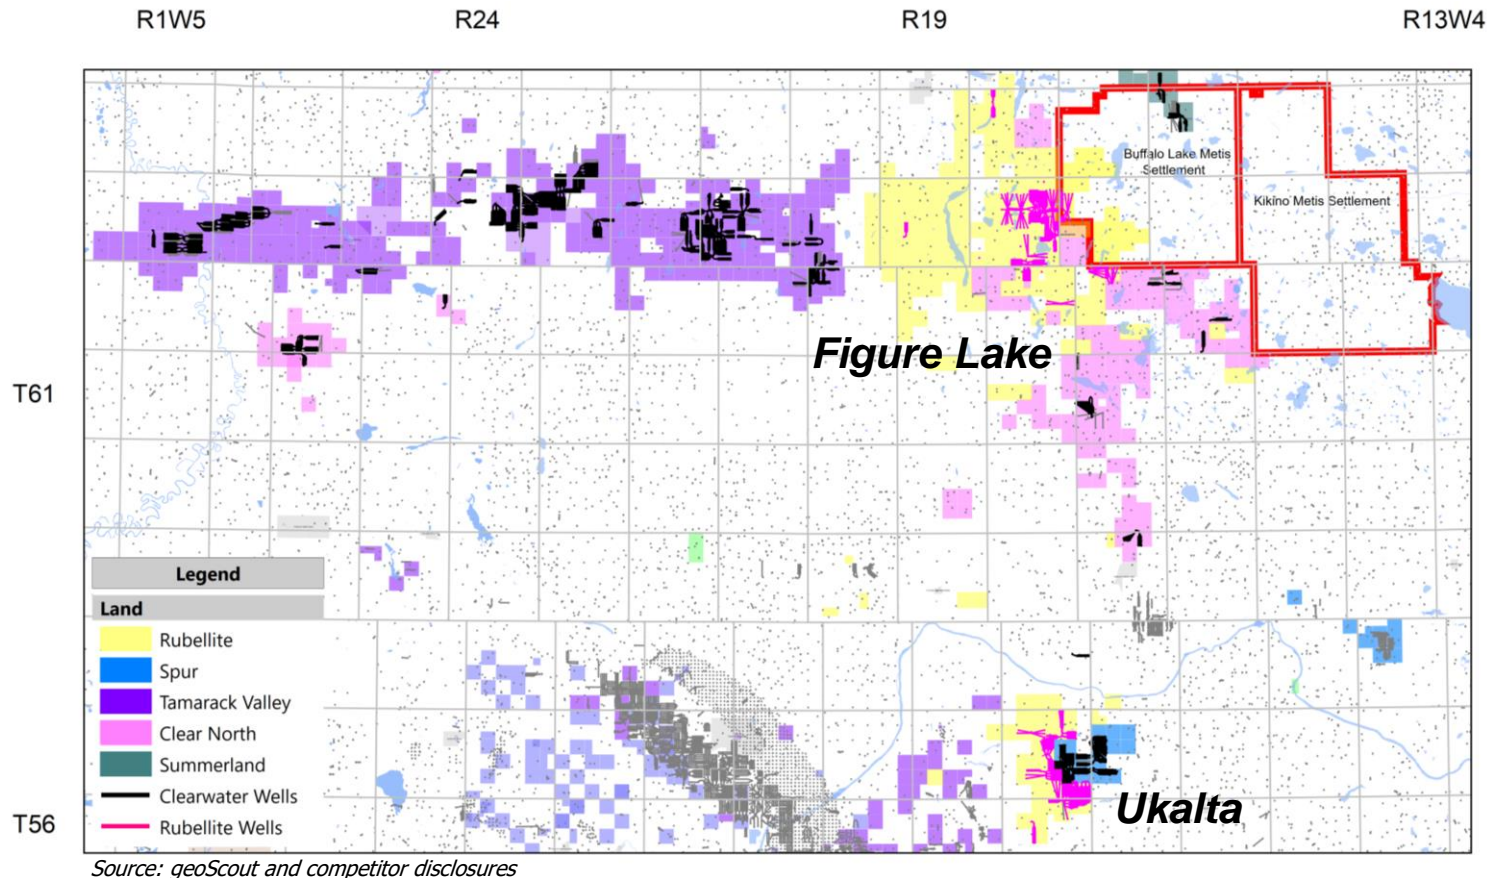 R1W5 R24 R19 R13W4
Buffalo Lake Metis
Settlement
Kikino Metis Settlement
Figure Lake
T61
Legend
Land
Rubellite
Spur
Tamarack Valley
Clear North
Summerland
Clearwater Wells
Rubellite Wells
Ukalta
T56
Source: geoScout and competitor disclosures